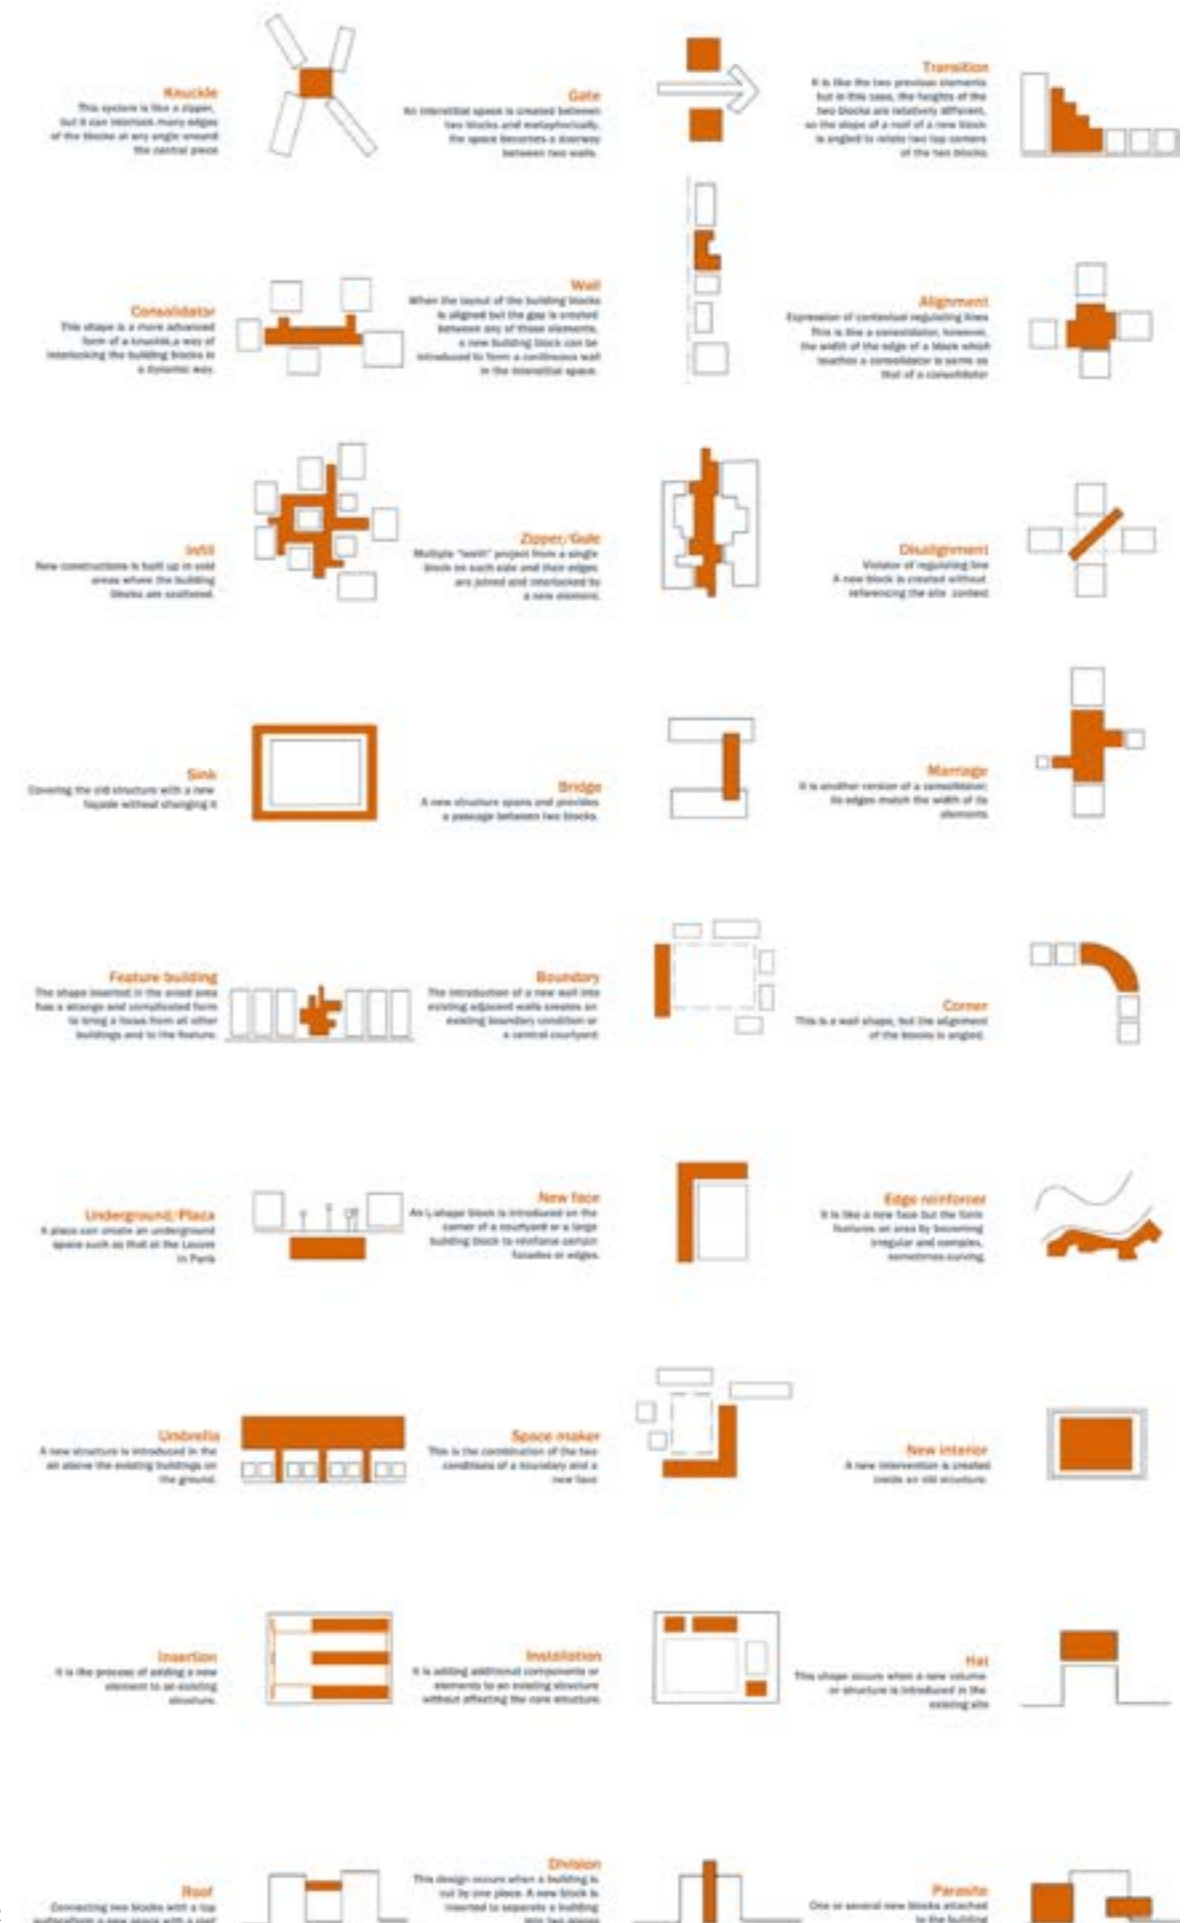 Knuckle
This system is like a zipper,
but it can interlock many edges
of the blocks at any angle around
the central piece
Gate
An interstitial space is created between
two blocks and metaphorically,
the space becomes a doorway
between two walls.
Transition
It is like the two previous elements
but in this case, the heights of the
two blocks are relatively different,
so the slope of a roof of a new block
is angled to relate two top corners
of the two blocks.
Consolidator
This shape is a more advanced
form of a knuckle, a way of
interlocking the building blocks in
a dynamic way.
Wall
When the layout of the building blocks
is aligned but the gap is created
between any of those elements,
a new building block can be
introduced to form a continuous wall
in the interstitial space.
Alignment
Expression of contextual regulating lines
This is like a consolidator, however,
the width of the edge of a block which
touches a consolidator is same as
that of a consolidator
Infill
New constructions is built up in void
areas where the building
blocks are scattered.
Zipper/Gule
Multiple "teeth" project from a single
block on each side and their edges
are joined and interlocked by
a new element.
Disalignment
Violator of regulating line
A new block is created without
referencing the site context
Sink
Covering the old structure with a new
façade without changing it
Bridge
A new structure spans and provides
a passage between two blocks.
Marriage
It is another version of a consolidator;
its edges match the width of its
elements
Feature building
The shape inserted in the void area
has a strange and complicated form
to bring a focus from all other
buildings and to the feature.
Boundary
The introduction of a new wall into
existing adjacent walls creates an
existing boundary condition or
a central courtyard
Corner
This is a wall shape, but the alignment
of the blocks is angled.
Underground/Plaza
A plaza can create an underground
space such as that at the Louvre
in Paris
New face
An L-shape block is introduced on the
corner of a courtyard or a large
building block to reinforce certain
facades or edges.
Edge reinforcer
It is like a new face but the form
features an area by becoming
irregular and complex,
sometimes curving.
Umbrella
A new structure is introduced in the
air above the existing buildings on
the ground.
Space maker
This is the combination of the two
conditions of a boundary and a
new face
New interior
A new intervention is created
inside an old structure.
Insertion
It is the process of adding a new
element to an existing
structure.
Installation
It is adding additional components or
elements to an existing structure
without affecting the core structure.
Hat
This shape occurs when a new volume
or structure is introduced in the
existing site
Roof
Connecting two blocks with a top
a new space with a roof
Division
This design occurs when a building is
cut by one place. A new block is
inserted to separate a building
into two pieces
Parasite
One or several new blocks attached
to the building